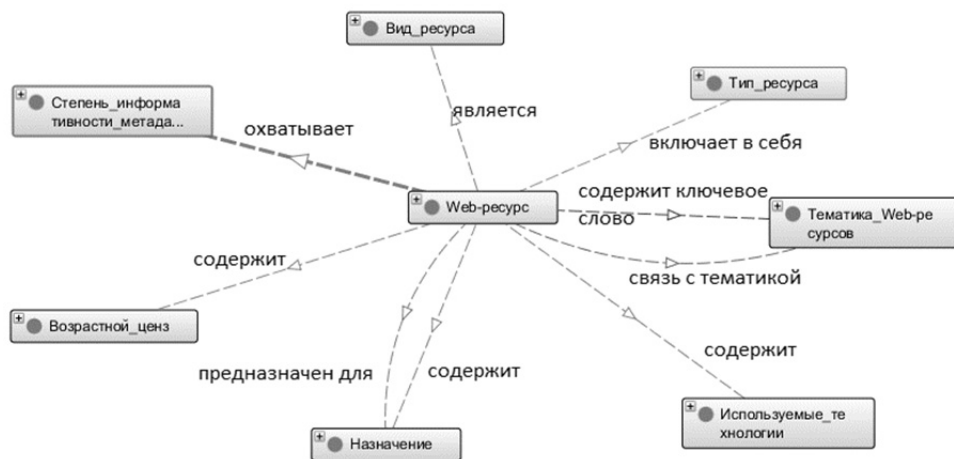 Вид_ресурса
Тип_ресурса
Степень_информа
тивности_метада...
является
охватывает
включает в себя
содержит ключевое
Web-ресурс
слово
Тематика_Web-ре
сурсов
содержит
связь с тематикой
Возрастной_ценз
содержит
предназначен для
содержит
Используемые_те
хнологии
Назначение